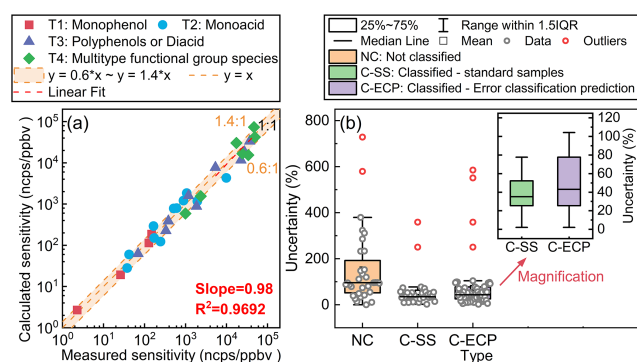 T1: Monophenol
T2: Monoacid
T3: Polyphenols or Diacid
T4: Multitype functional group species
y = 0.6*x ~ y = 1.4*x
y = x
Linear Fit
25%~75%
Range within 1.5IQR
Median Line
Mean
Data
Outliers
NC: Not classified
C-SS: Classified - standard samples
C-ECP: Classified - Error classification prediction
(a)
1.4:1
1:1
0.6:1
Slope=0.98
R²=0.9692
Calculated sensitivity (ncps/ppbv)
10⁵
10⁴
10³
10²
10¹
10⁰
10⁰ 10¹ 10² 10³ 10⁴ 10⁵
Measured sensitivity (ncps/ppbv)
(b)
Uncertainty (%)
800
600
400
200
0
NC C-SS C-ECP
Type
Magnification
120
100
80
60
40
20
0
Uncertainty (%)
C-SS C-ECP